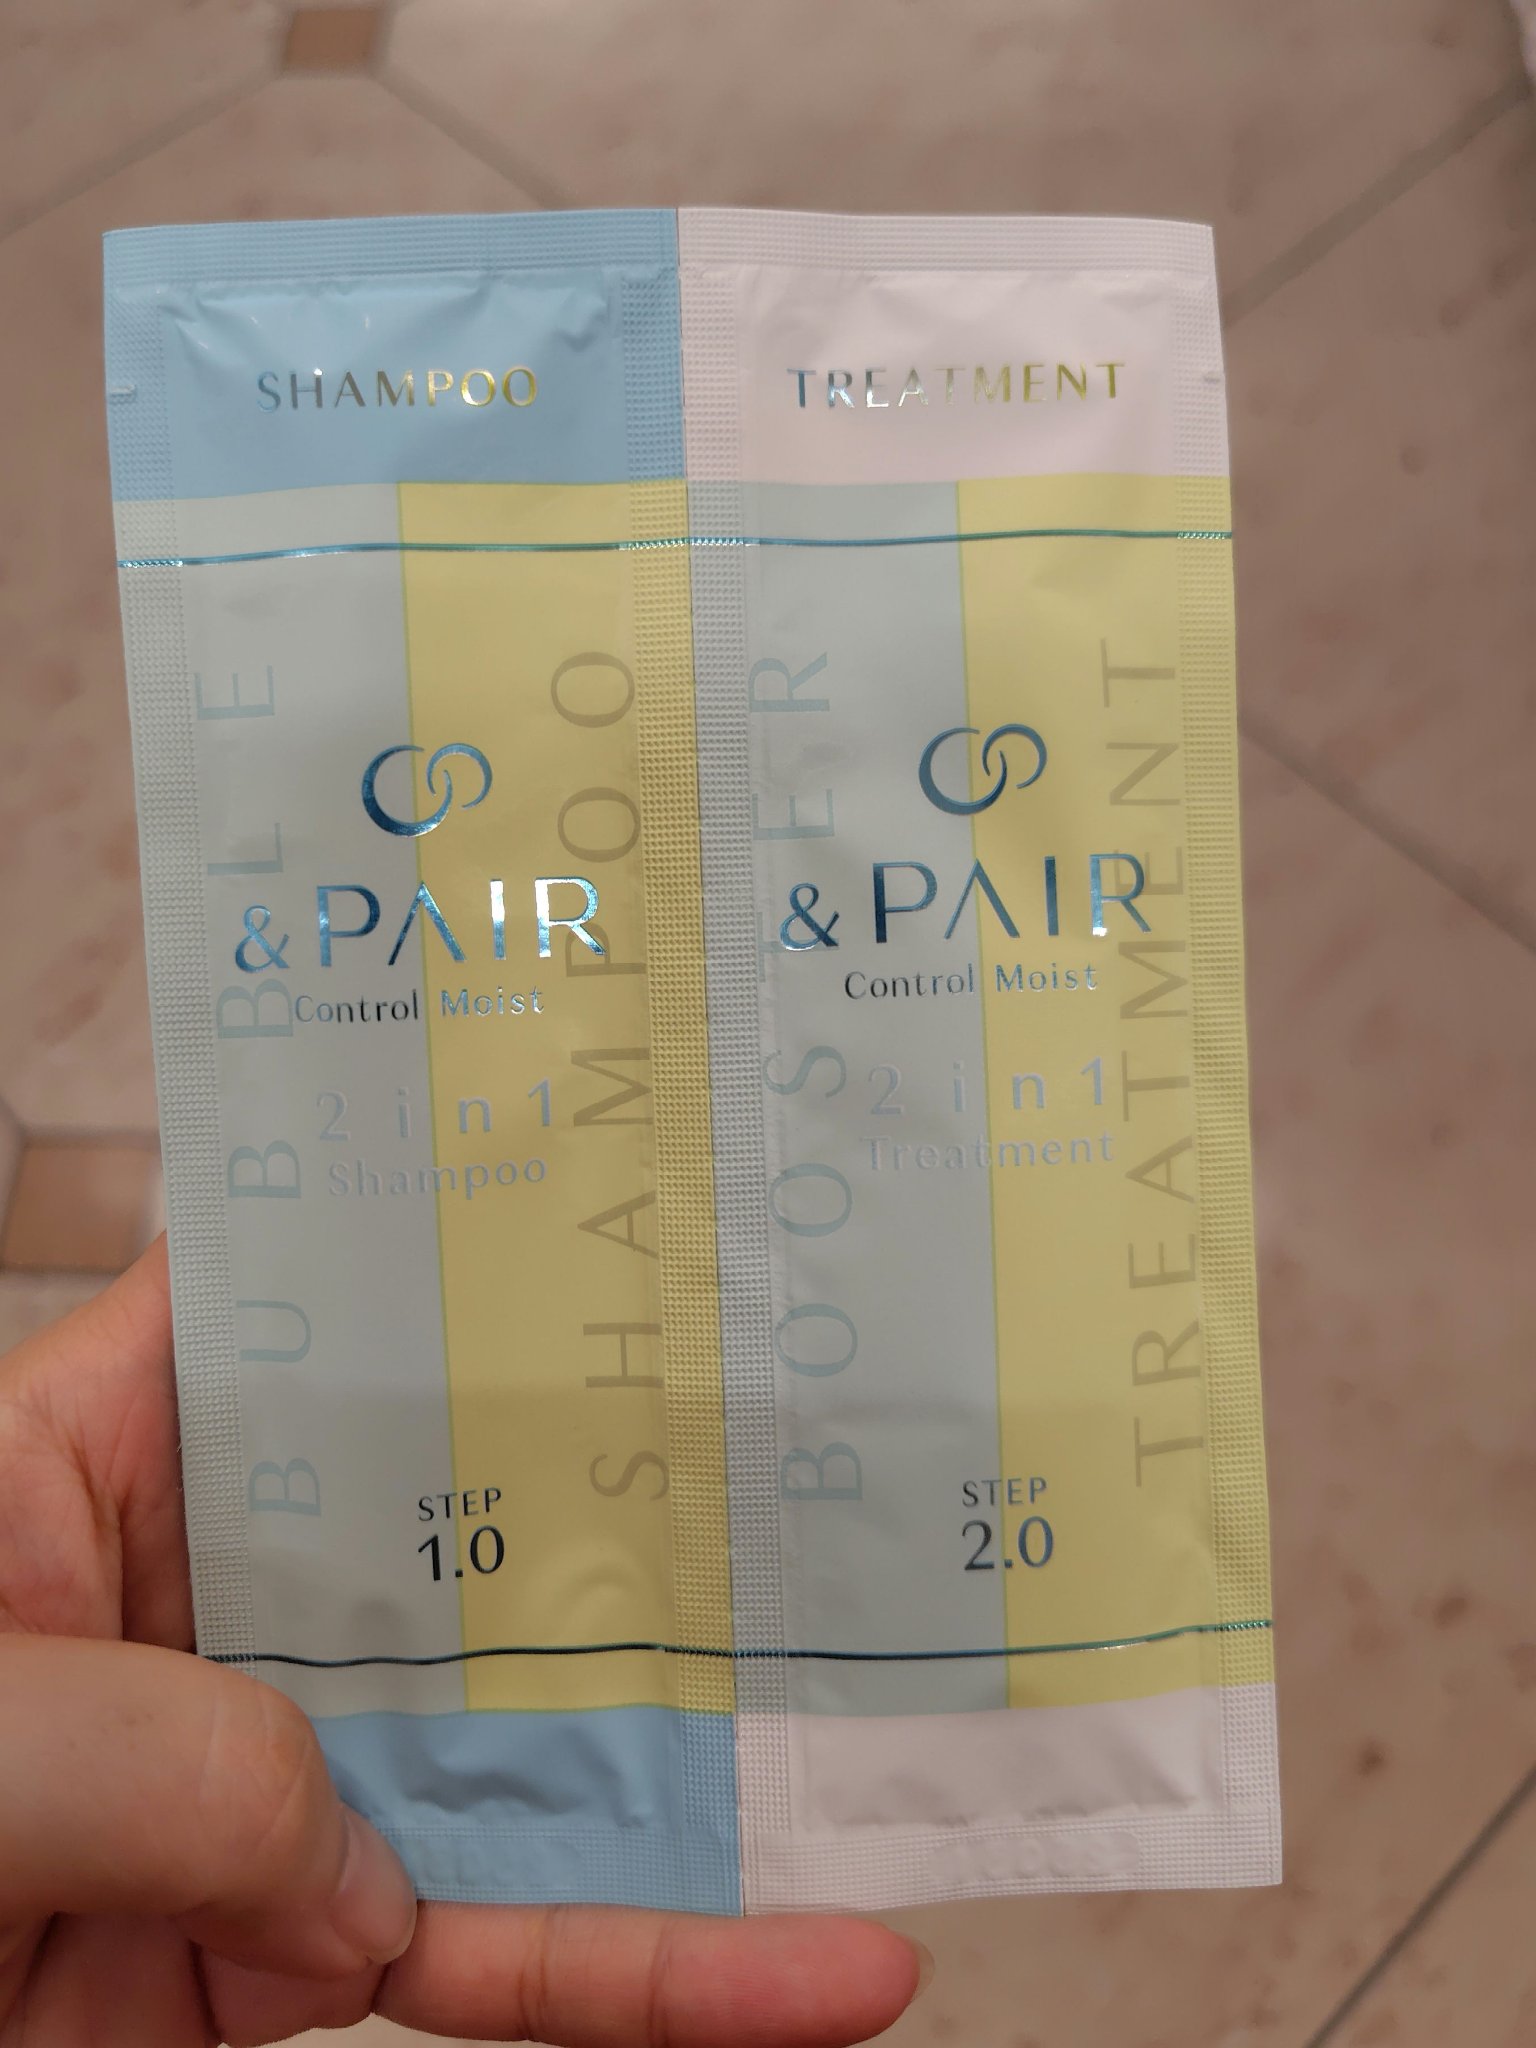 SHAMPOO
BUBBLE
SHAMPOO
& PAIR
Control Moist
2 in 1
Shampoo
STEP
1.0
TREATMENT
BOOSTER
TREATMENT
& PAIR
Control Moist
2 in 1
Treatment
STEP
2.0